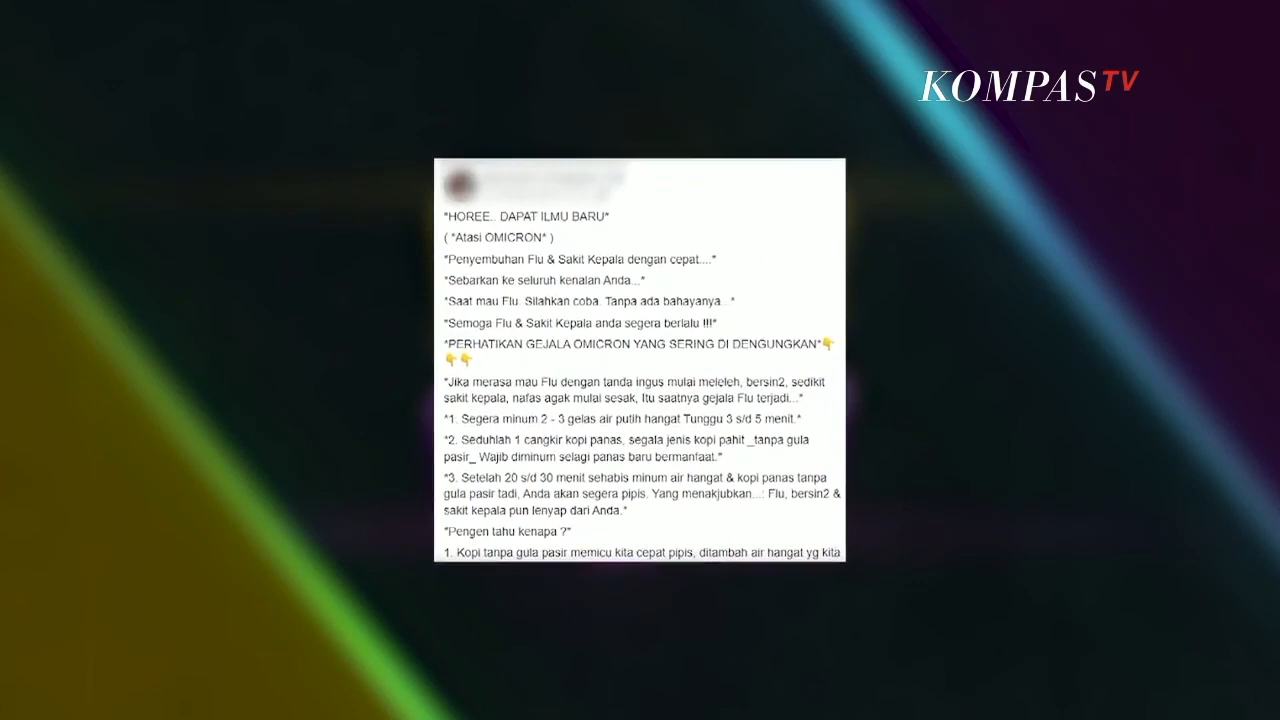 KOMPAS TV
*HOREE.. DAPAT ILMU BARU*
( *Atasi OMICRON* )
*Penyembuhan Flu & Sakit Kepala dengan cepat....*
*Sebarkan ke seluruh kenalan Anda...*
*Saat mau Flu. Silahkan coba. Tanpa ada bahayanya...*
*Semoga Flu & Sakit Kepala anda segera berlalu !!!*
*PERHATIKAN GEJALA OMICRON YANG SERING DI DENGUNGKAN*👇
👇👇
*Jika merasa mau Flu dengan tanda ingus mulai meleleh, bersin2, sedikit
sakit kepala, nafas agak mulai sesak, Itu saatnya gejala Flu terjadi...*
*1. Segera minum 2 - 3 gelas air putih hangat Tunggu 3 s/d 5 menit.*
*2. Seduhlah 1 cangkir kopi panas, segala jenis kopi pahit _tanpa gula
pasir_ Wajib diminum selagi panas baru bermanfaat.*
*3. Setelah 20 s/d 30 menit sehabis minum air hangat & kopi panas tanpa
gula pasir tadi, Anda akan segera pipis. Yang menakjubkan...: Flu, bersin2 &
sakit kepala pun lenyap dari Anda.*
*Pengen tahu kenapa ?*
1. Kopi tanpa gula pasir memicu kita cepat pipis, ditambah air hangat yg kita